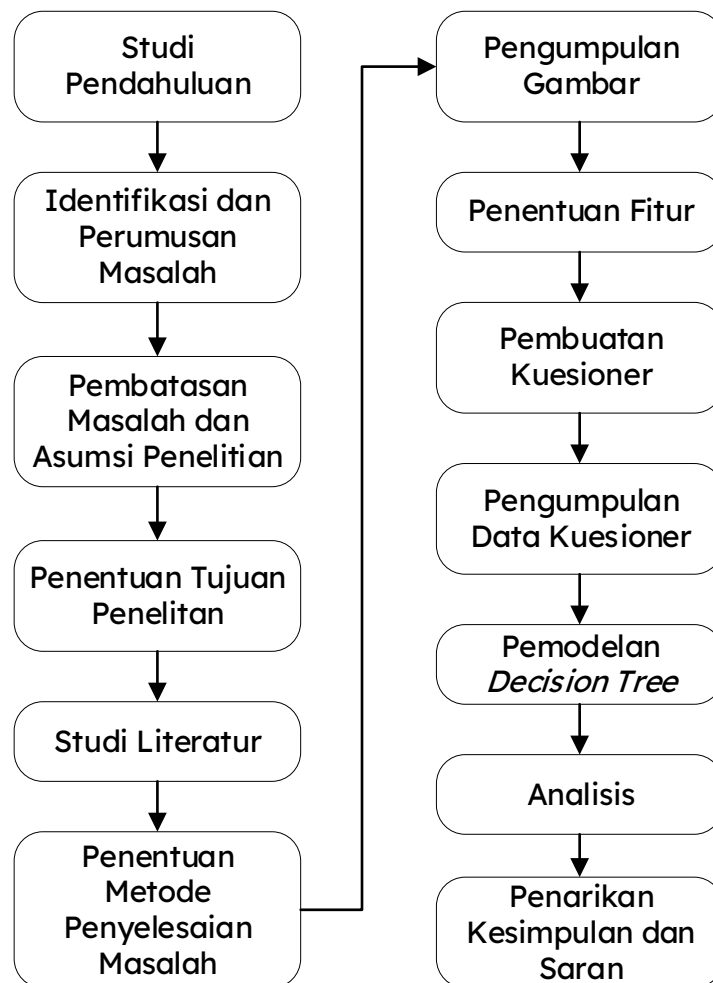 Studi
Pendahuluan
Identifikasi dan
Perumusan
Masalah
Pembatasan
Masalah dan
Asumsi Penelitian
Penentuan Tujuan
Penelitan
Studi Literatur
Penentuan
Metode
Penyelesaian
Masalah
Pengumpulan
Gambar
Penentuan Fitur
Pembuatan
Kuesioner
Pengumpulan
Data Kuesioner
Pemodelan
Decision Tree
Analisis
Penarikan
Kesimpulan dan
Saran